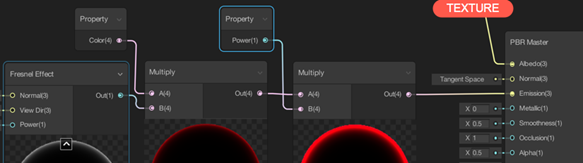 TEXTURE
Property
Color(4)
Property
Power(1)
Fresnel Effect
Normal(3)
View Dir(3)
Power(1)
Out(1)
Multiply
A(4)
B(4)
Out(4)
Multiply
A(4)
B(4)
Out(4)
PBR Master
Albedo(3)
Tangent Space
Normal(3)
Emission(3)
X 0
Metallic(1)
X 0.5
Smoothness(1)
X 1
Occlusion(1)
X 0.5
Alpha(1)